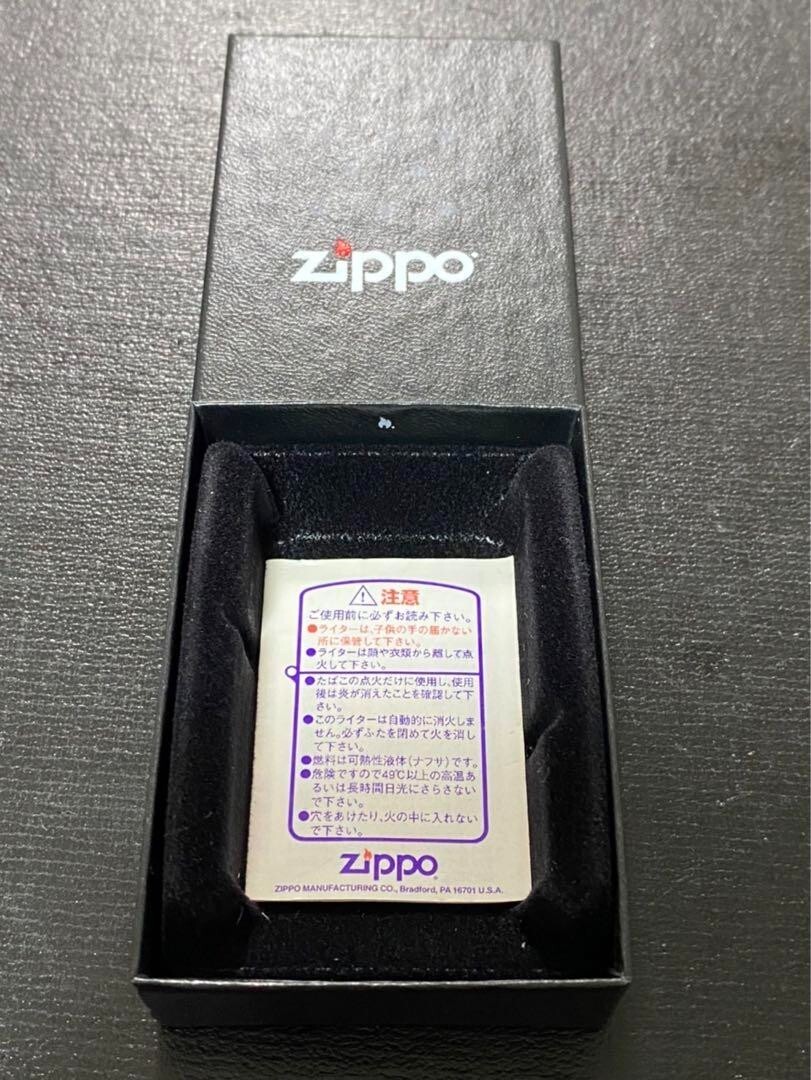 zippo
注意
ご使用前に必ずお読み下さい。
●ライターは、子供の手の届かない
所に保管して下さい。
●ライターは顔や衣類から離して点
火して下さい。
●たばこの点火だけに使用し、使用
後は炎が消えたことを確認して下
さい。
●このライターは自動的に消火しま
せん。必ずふたを閉めて火を消し
て下さい。
●燃料は可熱性液体(ナフサ)です。
●危険ですので49℃以上の高温あ
るいは長時間日光にさらさない
で下さい。
●穴をあけたり、火の中に入れない
で下さい。
zippo
ZIPPO MANUFACTURING CO., Bradford, PA 16701 U.S.A.